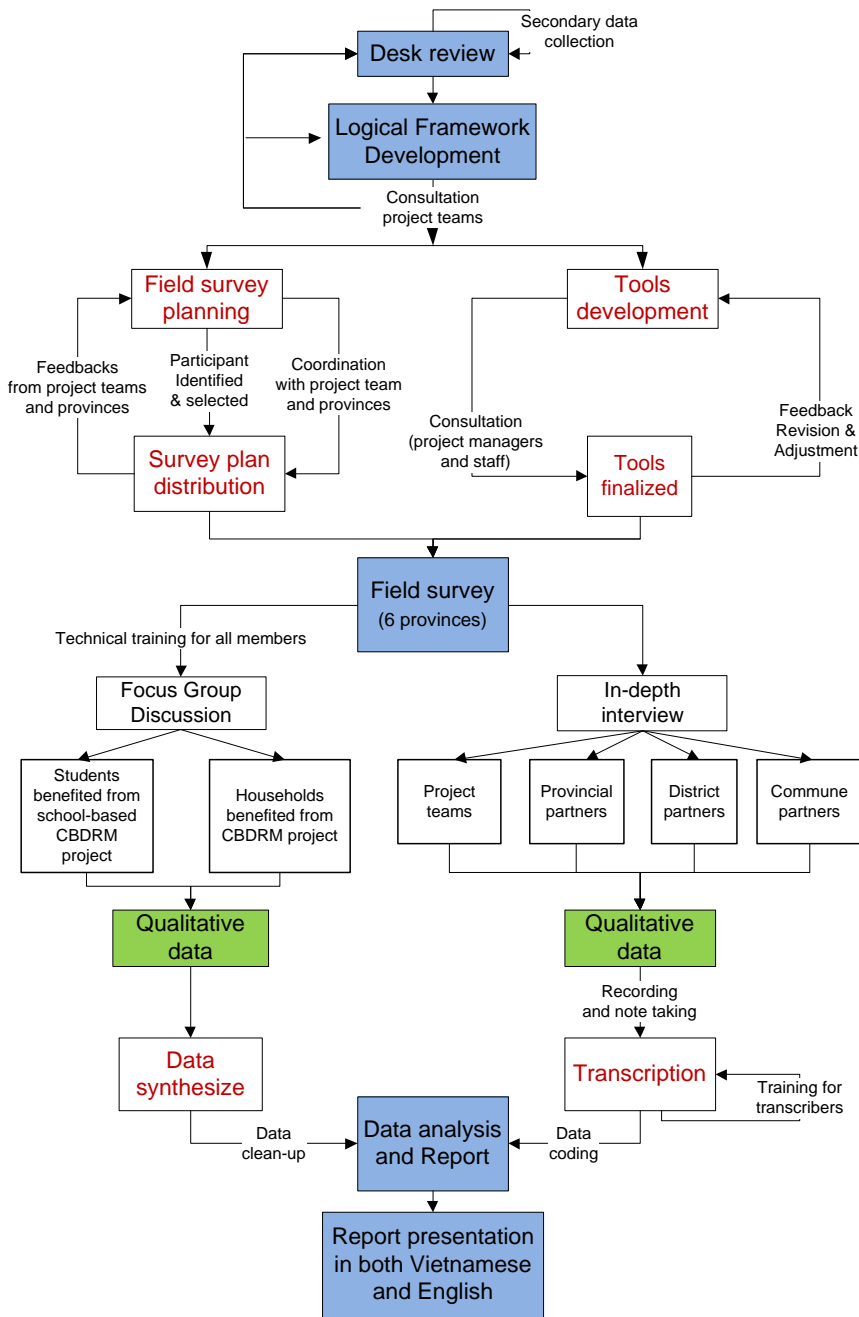 Secondary data
collection
Desk review
Logical Framework
Development
Consultation
project teams
Field survey
planning
Tools
development
Feedbacks
from project teams
and provinces
Participant
Identified
& selected
Coordination
with project team
and provinces
Consultation
(project managers
and staff)
Feedback
Revision &
Adjustment
Survey plan
distribution
Tools
finalized
Field survey
(6 provinces)
Technical training for all members
Focus Group
Discussion
In-depth
interview
Students
benefited from
school-based
CBDRM
project
Households
benefited from
CBDRM project
Project
teams
Provincial
partners
District
partners
Commune
partners
Qualitative
data
Qualitative
data
Recording
and note taking
Data
synthesize
Transcription
Training for
transcribers
Data
clean-up
Data analysis
and Report
Data
coding
Report presentation
in both Vietnamese
and English